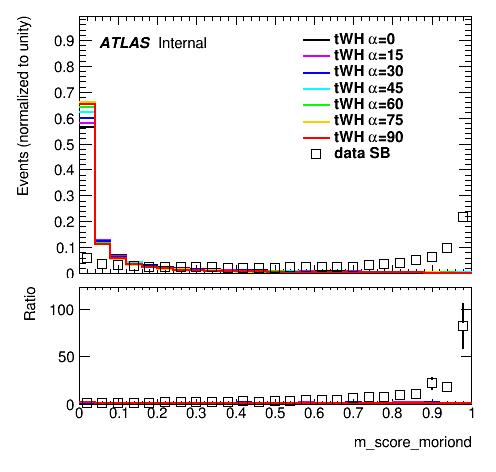 ATLAS Internal
tWH α=0
tWH α=15
tWH α=30
tWH α=45
tWH α=60
tWH α=75
tWH α=90
data SB
Events (normalized to unity)
0.9
0.8
0.7
0.6
0.5
0.4
0.3
0.2
0.1
0
Ratio
100
50
0
0 0.1 0.2 0.3 0.4 0.5 0.6 0.7 0.8 0.9 1
m_score_moriond